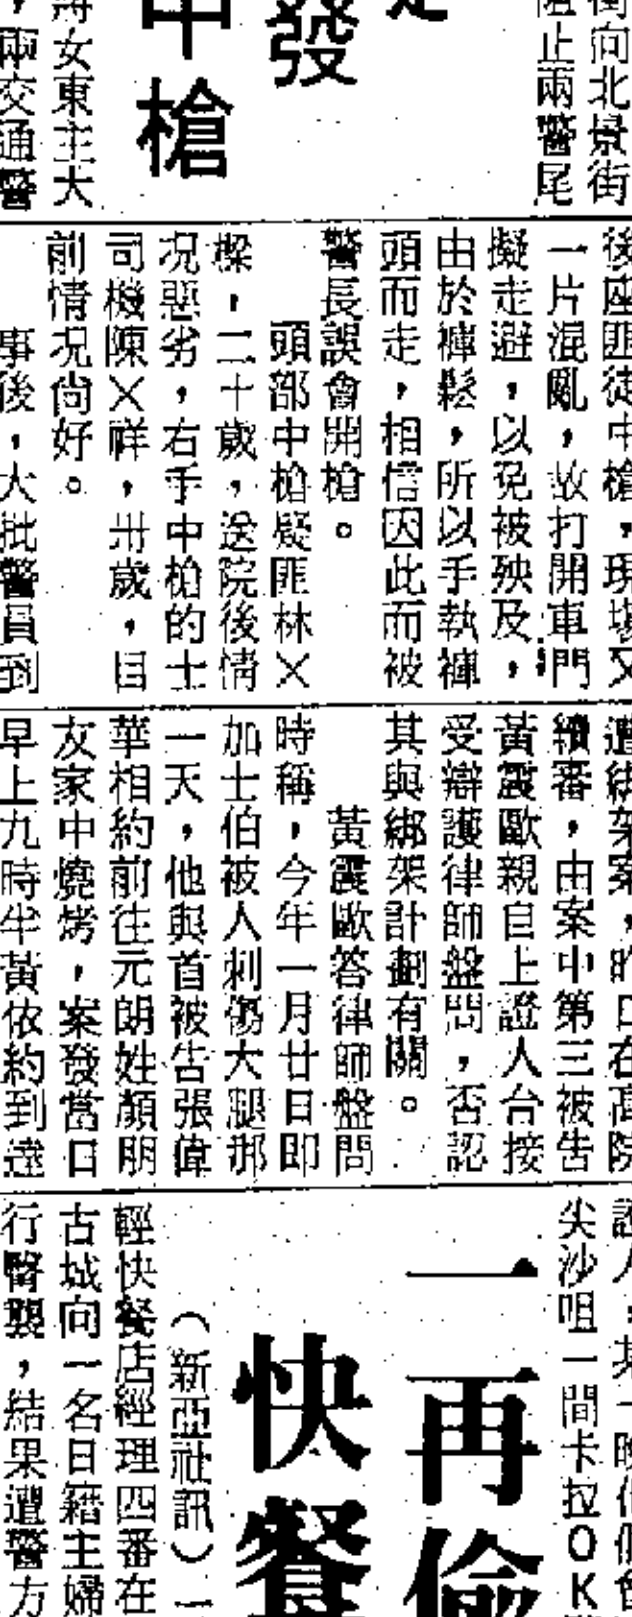 街向北景街
阻止兩警尾
發
中槍
將女東主大
，兩交通警
後座匪徒中槍，現場又
一片混亂，故打開車門
擬走避，以免被殃及，
由於褲鬆，所以手執褲
頭而走，相信因此而被
警長誤會開槍。
頭部中槍疑匪林×
樑，二十歲，送院後情
況惡劣，右手中槍的士
司機陳×祥，卅歲，目
前情況尚好。
事後，大批警員到
遭綁架案，昨日在高院
續審，由案中第三被告
黃震歐親自上證人台接
受辯護律師盤問，否認
其與綁架計劃有關。
黃震歐答律師盤問
時稱，今年一月廿日即
加士伯被人刺傷大腿那
一天，他與首被告張偉
華相約前往元朗姓顏明
友家中燒烤，案發當日
早上九時半黃依約到達
尖沙咀一間卡拉OK
一再偷
快餐
（新亞社訊）一
輕快餐店經理四番在
古城向一名日籍主婦
行醫襲，結果遭警方